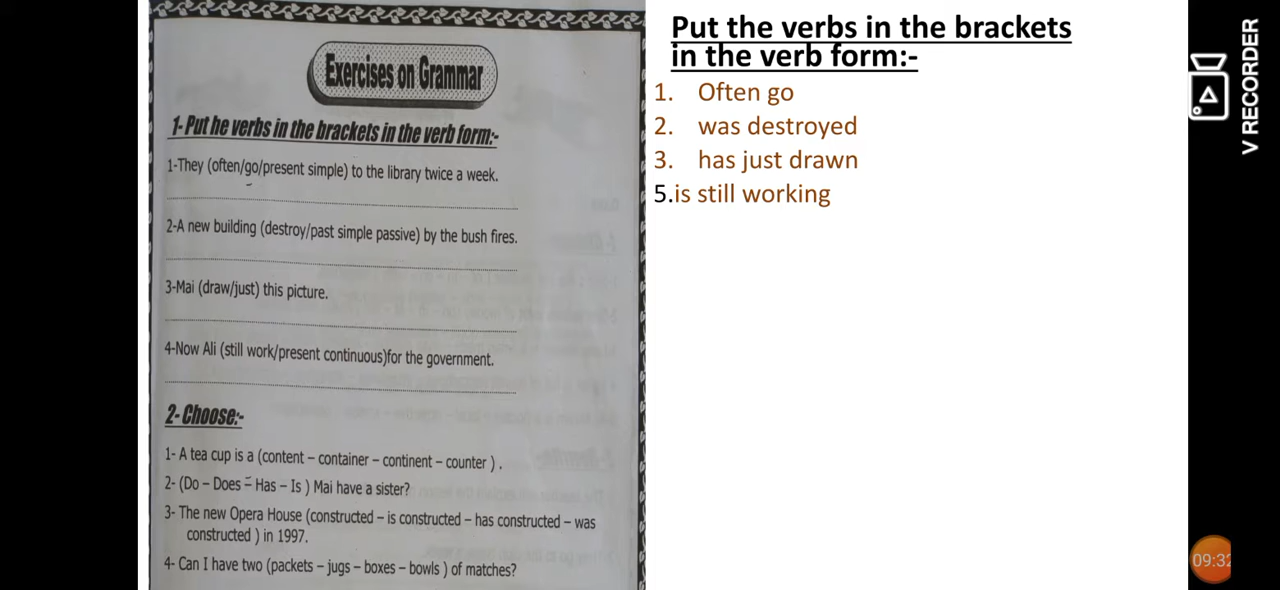 Exercises on Grammar
1-Put he verbs in the brackets in the verb form:-
1-They (often/go/present simple) to the library twice a week.
2-A new building (destroy/past simple passive) by the bush fires.
3-Mai (draw/just) this picture.
4-Now Ali (still work/present continuous)for the government.
2- Choose:-
1- A tea cup is a (content – container – continent – counter ) .
2- (Do – Does – Has – Is ) Mai have a sister?
3- The new Opera House (constructed – is constructed – has constructed – was
constructed ) in 1997.
4- Can I have two (packets – jugs – boxes – bowls ) of matches?
Put the verbs in the brackets
in the verb form:-
1. Often go
2. was destroyed
3. has just drawn
5.is still working
V RECORDER
09:32